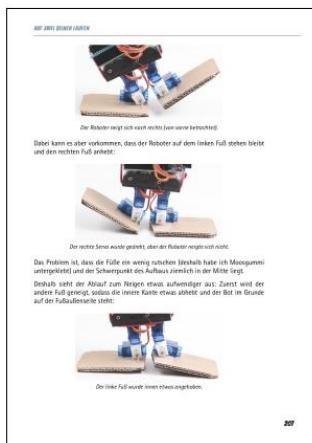 AUF ZWEI BEINEN LAUFEN
Der Roboter neigt sich nach rechts (von vorne betrachtet).
Dabei kann es aber vorkommen, dass der Roboter auf dem linken Fuß stehen bleibt
und den rechten Fuß anhebt:
Der rechte Servo wurde gedreht, aber der Roboter neigte sich nicht.
Das Problem ist, dass die Füße ein wenig rutschen (deshalb habe ich Moosgummi
untergeklebt) und der Schwerpunkt des Aufbaus ziemlich in der Mitte liegt.
Deshalb sieht der Ablauf zum Neigen etwas aufwendiger aus: Zuerst wird der
andere Fuß geneigt, sodass die innere Kante etwas abhebt und der Bot im Grunde
auf der Fußaußenseite steht:
Der linke Fuß wurde innen etwas angehoben.
207